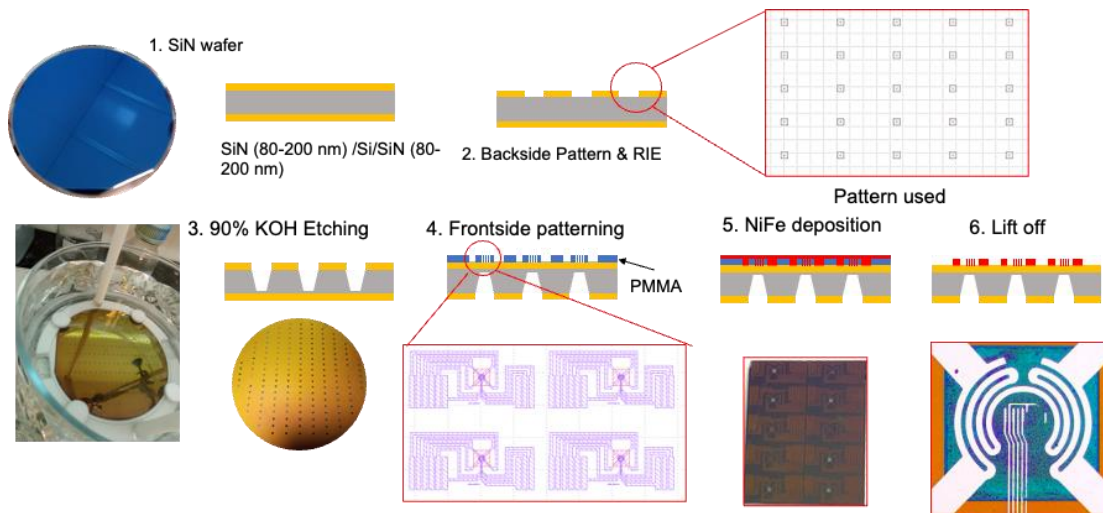 1. SiN wafer
SiN (80-200 nm) /Si/SiN (80-
200 nm)
2. Backside Pattern & RIE
Pattern used
3. 90% KOH Etching
4. Frontside patterning
PMMA
5. NiFe deposition
6. Lift off